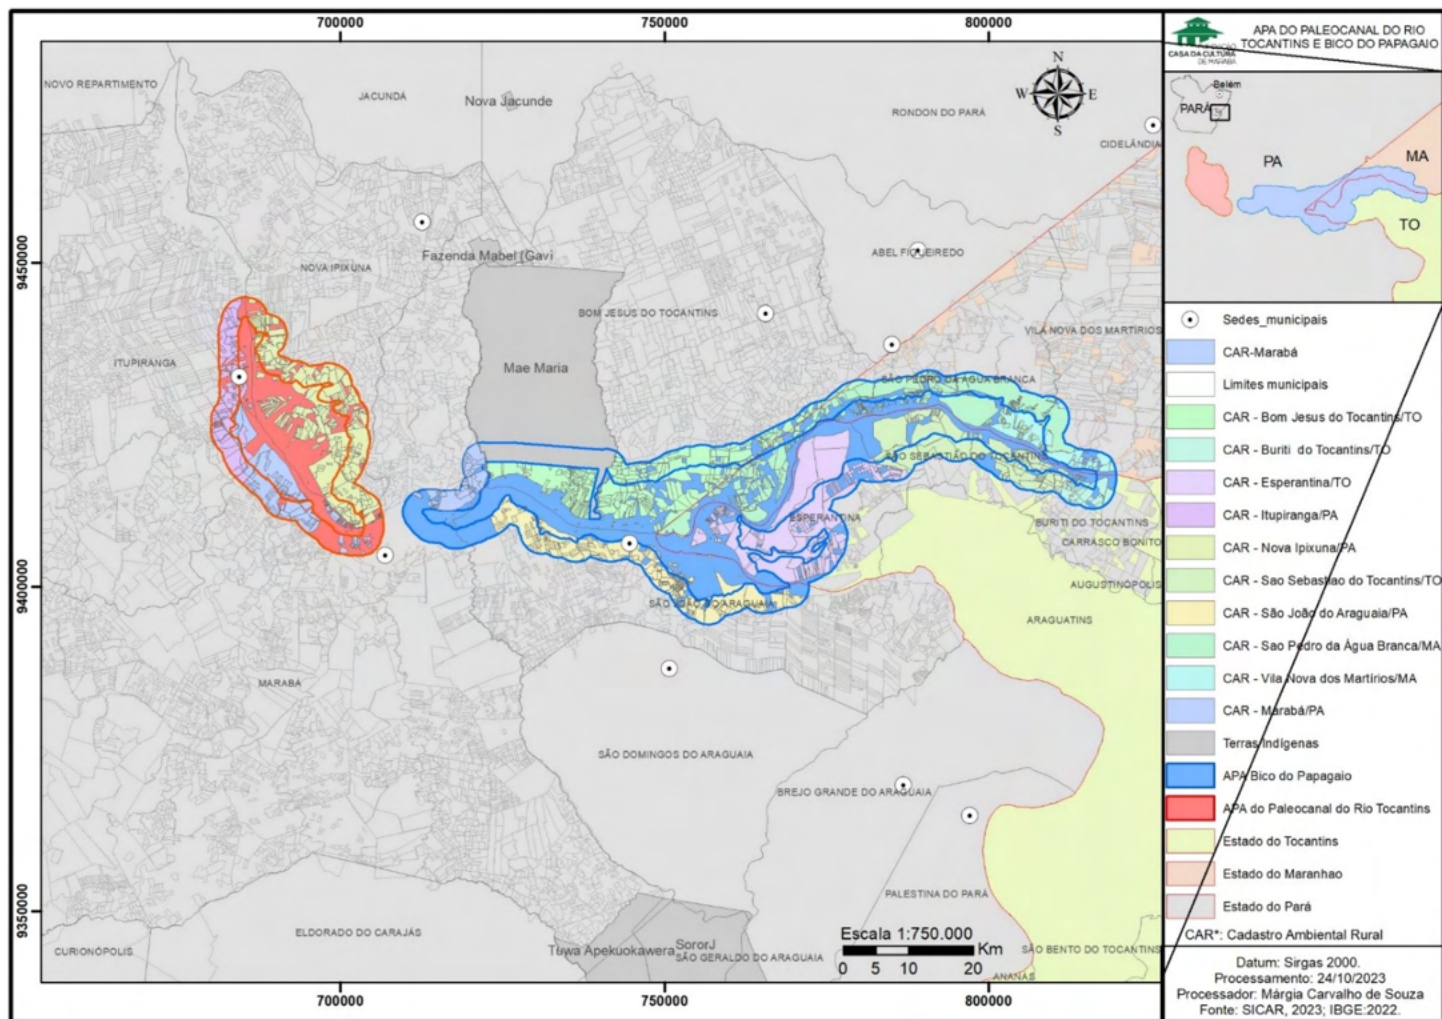 700000
750000
800000
9450000
9400000
9350000
NOVO REPARTIMENTO
JACUNDÁ
Nova Jacunde
RONDON DO PARÁ
CIDELÂNDIA
N
W
E
S
Fazenda Mabel (Gavi
NOVA IPIXUNA
ABEL FIGUEIREDO
BOM JESUS DO TOCANTINS
VILA NOVA DOS MARTÍRIOS
ITUPIRANGA
Mae Maria
SÃO PEDRO DA ÁGUA BRANCA
SÃO SEBASTIÃO DO TOCANTINS
ESPERANTINA
BURITI DO TOCANTINS
CARRASCO BONITO
AUGUSTINÓPOLIS
SÃO JOÃO DO ARAGUAIA
ARAGUATINS
MARABÁ
SÃO DOMINGOS DO ARAGUAIA
BREJO GRANDE DO ARAGUAIA
PALESTINA DO PARÁ
ELDORADO DO CARAJÁS
CURIONÓPOLIS
Tuwa Apekuokawera
SororJ
SÃO GERALDO DO ARAGUAIA
SÃO BENTO DO TOCANTINS
ANANÁS
Escala 1:750.000
Km
0 5 10 20
700000
750000
800000
CASA DA CULTURA
DE MARABÁ
APA DO PALEOCANAL DO RIO
TOCANTINS E BICO DO PAPAGAIO
Belém
PARÁ
PA
MA
TO
Sedes_municipais
CAR-Marabá
Limites municipais
CAR - Bom Jesus do Tocantins/TO
CAR - Buriti do Tocantins/TO
CAR - Esperantina/TO
CAR - Itupiranga/PA
CAR - Nova Ipixuna/PA
CAR - Sao Sebastiao do Tocantins/TO
CAR - São João do Araguaia/PA
CAR - Sao Pedro da Água Branca/MA
CAR - Vila Nova dos Martírios/MA
CAR - Marabá/PA
Terras Indígenas
APA Bico do Papagaio
APA do Paleocanal do Rio Tocantins
Estado do Tocantins
Estado do Maranhao
Estado do Pará
CAR*: Cadastro Ambiental Rural
Datum: Sirgas 2000.
Processamento: 24/10/2023
Processador: Márgia Carvalho de Souza
Fonte: SICAR, 2023; IBGE:2022.